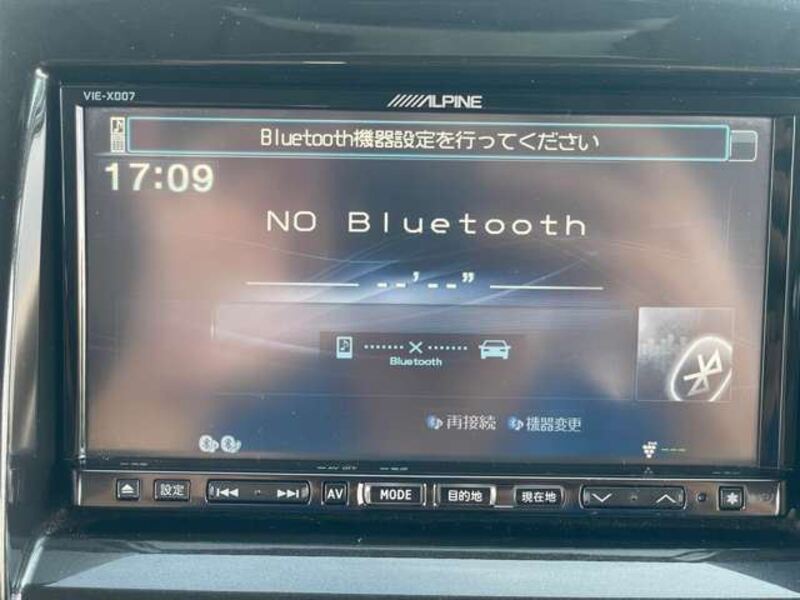 VIE-X007
ALPINE
Bluetooth機器設定を行ってください
17:09
NO Bluetooth
--'--"
Bluetooth
再接続 機器変更
設定 AV MODE 目的地 現在地